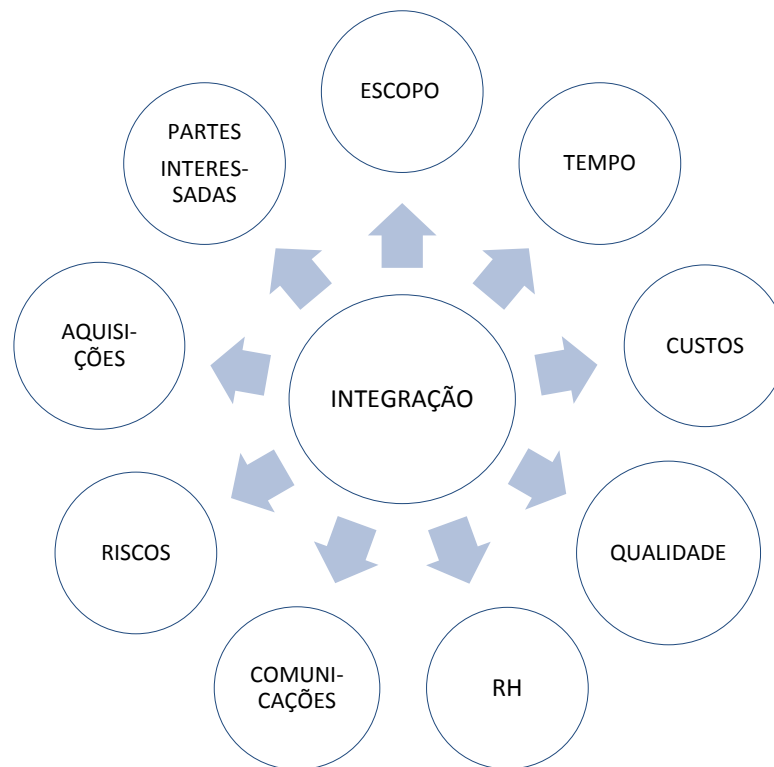 ESCOPO
TEMPO
CUSTOS
QUALIDADE
RH
COMUNI-
CAÇÕES
RISCOS
AQUISI-
ÇÕES
PARTES
INTERES-
SADAS
INTEGRAÇÃO